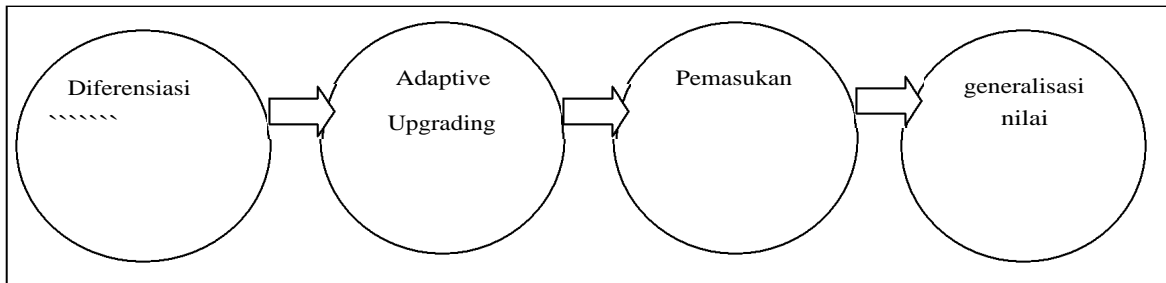 Diferensiasi
```````
Adaptive
Upgrading
Pemasukan
generalisasi
nilai